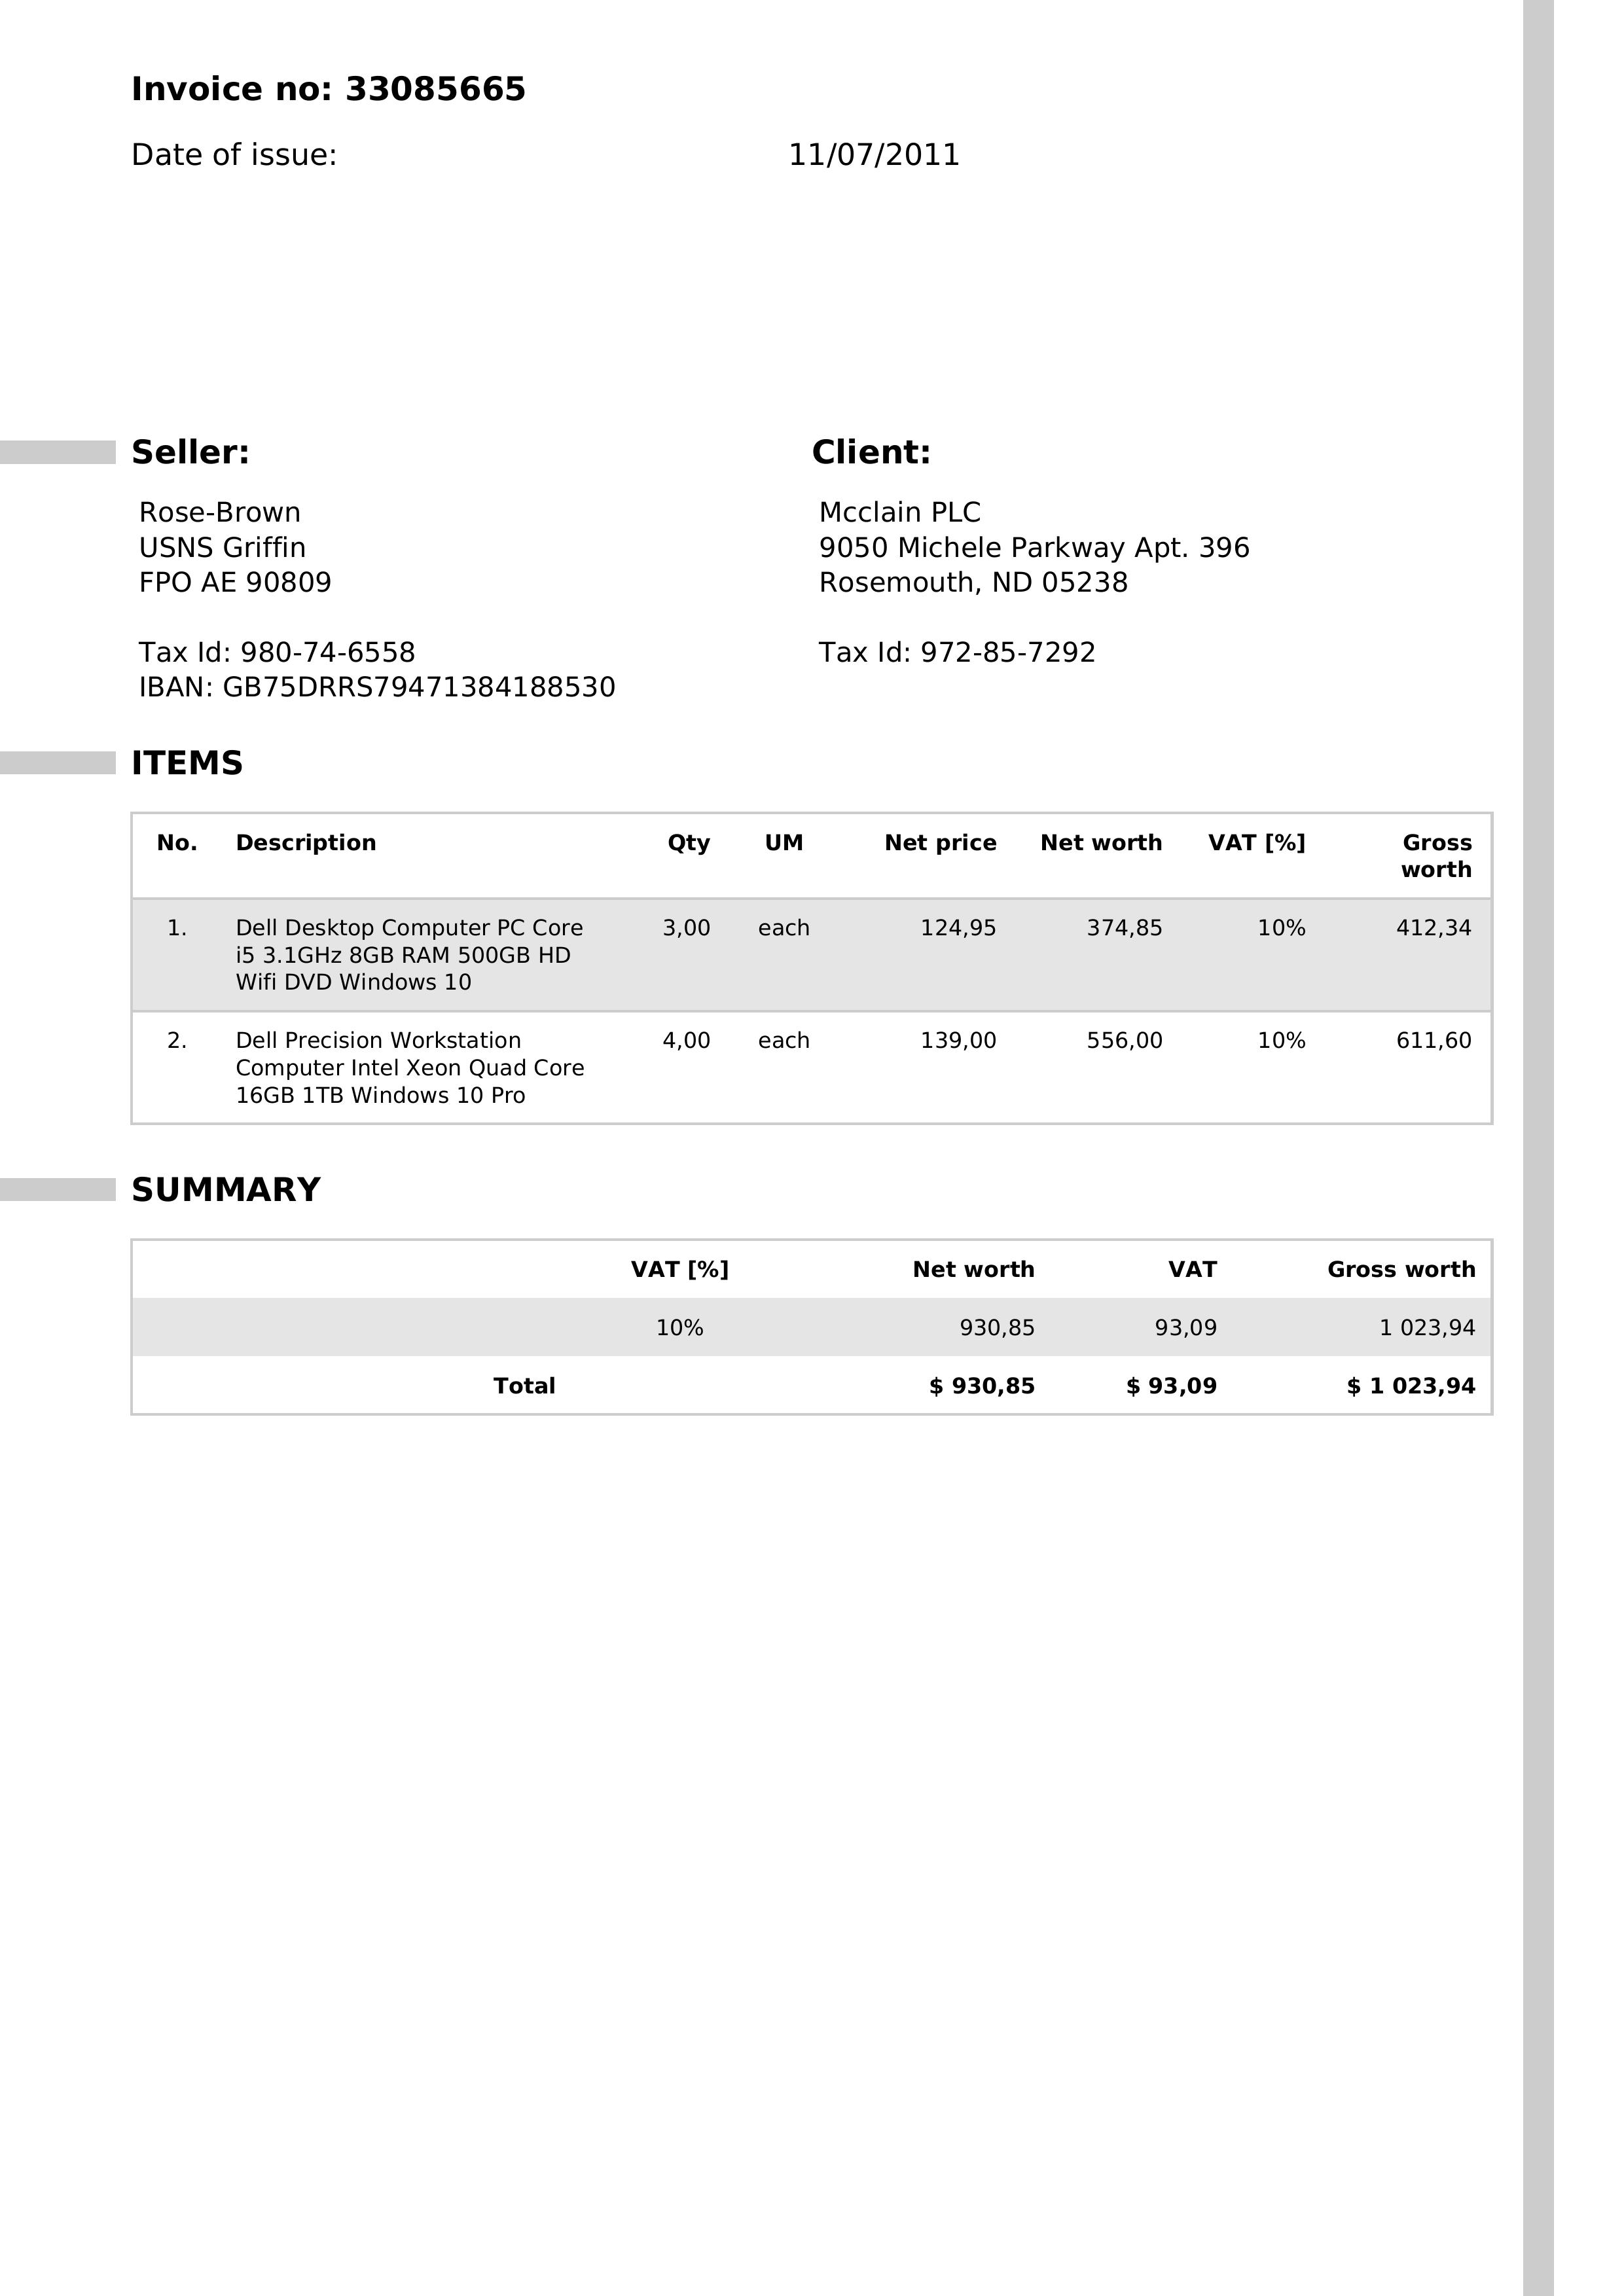 Invoice no: 33085665
Date of issue: 11/07/2011
Seller:
Rose-Brown
USNS Griffin
FPO AE 90809
Tax Id: 980-74-6558
IBAN: GB75DRRS79471384188530
Client:
Mcclain PLC
9050 Michele Parkway Apt. 396
Rosemouth, ND 05238
Tax Id: 972-85-7292
ITEMS
No. Description Qty UM Net price Net worth VAT [%] Gross
worth
1. Dell Desktop Computer PC Core 3,00 each 124,95 374,85 10% 412,34
i5 3.1GHz 8GB RAM 500GB HD
Wifi DVD Windows 10
2. Dell Precision Workstation 4,00 each 139,00 556,00 10% 611,60
Computer Intel Xeon Quad Core
16GB 1TB Windows 10 Pro
SUMMARY
VAT [%] Net worth VAT Gross worth
10% 930,85 93,09 1 023,94
Total $ 930,85 $ 93,09 $ 1 023,94